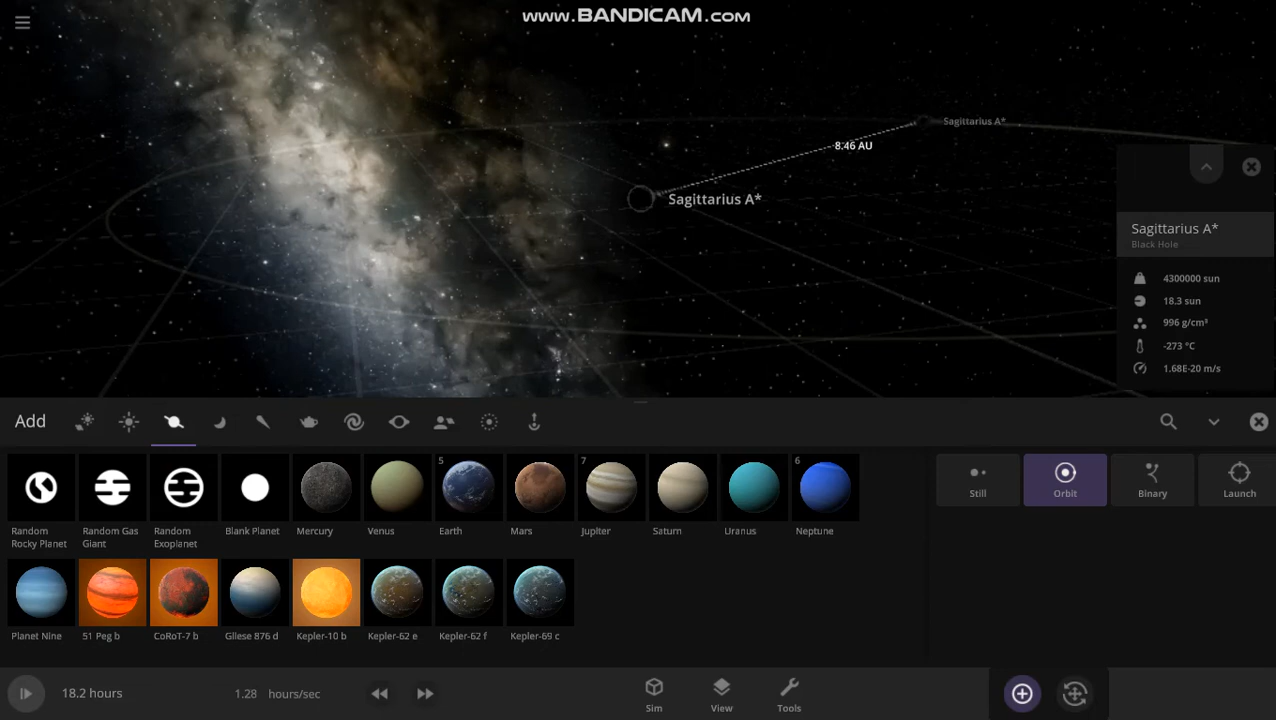 www.BANDICAM.com
Sagittarius A*
8.46 AU
Sagittarius A*
Sagittarius A*
Black Hole
4300000 sun
18.3 sun
996 g/cm³
-273 °C
1.68E-20 m/s
Add
5
7
6
Random Rocky Planet
Random Gas Giant
Random Exoplanet
Blank Planet
Mercury
Venus
Earth
Mars
Jupiter
Saturn
Uranus
Neptune
Still
Orbit
Binary
Launch
Planet Nine
51 Peg b
CoRoT-7 b
Gliese 876 d
Kepler-10 b
Kepler-62 e
Kepler-62 f
Kepler-69 c
18.2 hours
1.28 hours/sec
Sim
View
Tools